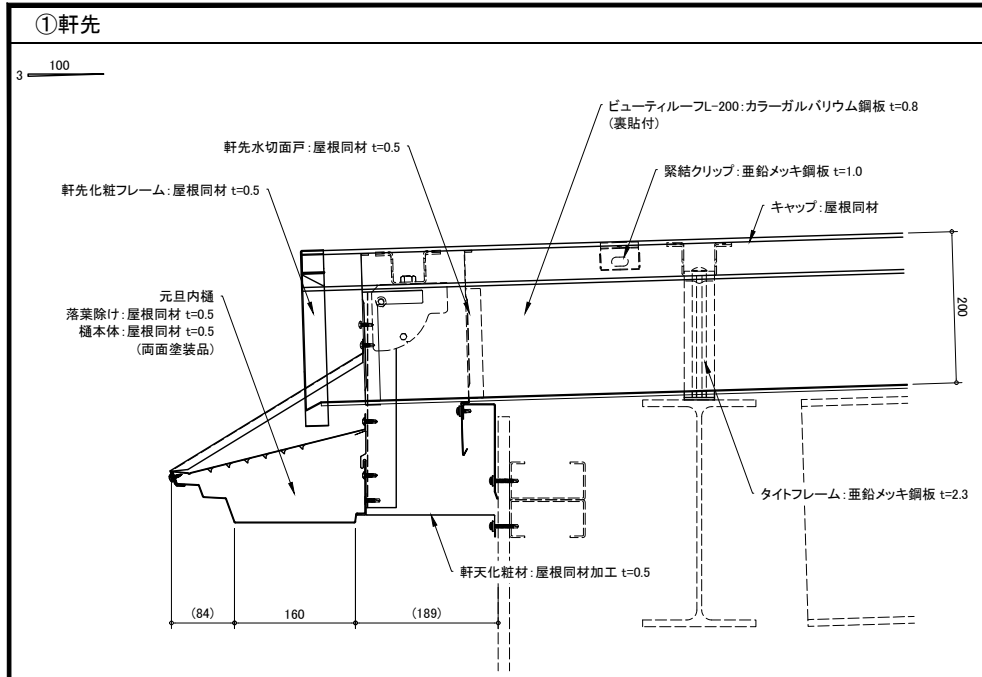 ①軒先
100
3
ビューティルーフL-200:カラーガルバリウム鋼板 t=0.8
(裏貼付)
軒先水切面戸:屋根同材 t=0.5
緊結クリップ:亜鉛メッキ鋼板 t=1.0
軒先化粧フレーム:屋根同材 t=0.5
キャップ:屋根同材
元旦内樋
落葉除け:屋根同材 t=0.5
樋本体:屋根同材 t=0.5
(両面塗装品)
200
タイトフレーム:亜鉛メッキ鋼板 t=2.3
軒天化粧材:屋根同材加工 t=0.5
(84)
160
(189)